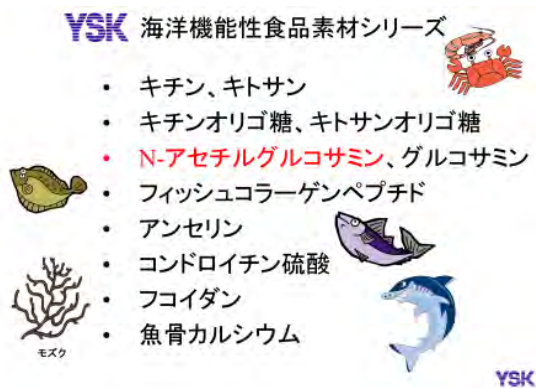 YSK 海洋機能性食品素材シリーズ
• キチン、キトサン
• キチンオリゴ糖、キトサンオリゴ糖
• N-アセチルグルコサミン、グルコサミン
• フィッシュコラーゲンペプチド
• アンセリン
• コンドロイチン硫酸
• フコイダン
• 魚骨カルシウム
モズク
YSK